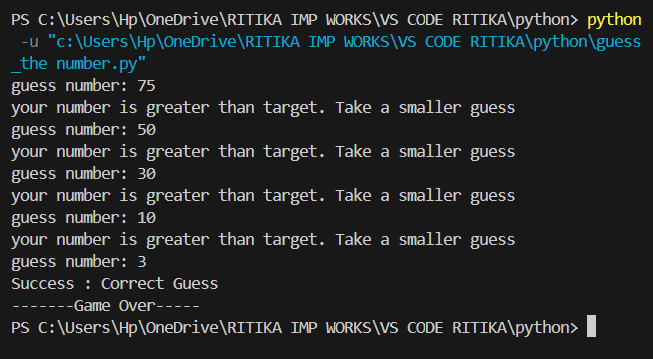 PS C:\Users\Hp\OneDrive\RITIKA IMP WORKS\VS CODE RITIKA\python> python
 -u "c:\Users\Hp\OneDrive\RITIKA IMP WORKS\VS CODE RITIKA\python\guess
_the number.py"
guess number: 75
your number is greater than target. Take a smaller guess
guess number: 50
your number is greater than target. Take a smaller guess
guess number: 30
your number is greater than target. Take a smaller guess
guess number: 10
your number is greater than target. Take a smaller guess
guess number: 3
Success : Correct Guess
-------Game Over-----
PS C:\Users\Hp\OneDrive\RITIKA IMP WORKS\VS CODE RITIKA\python>